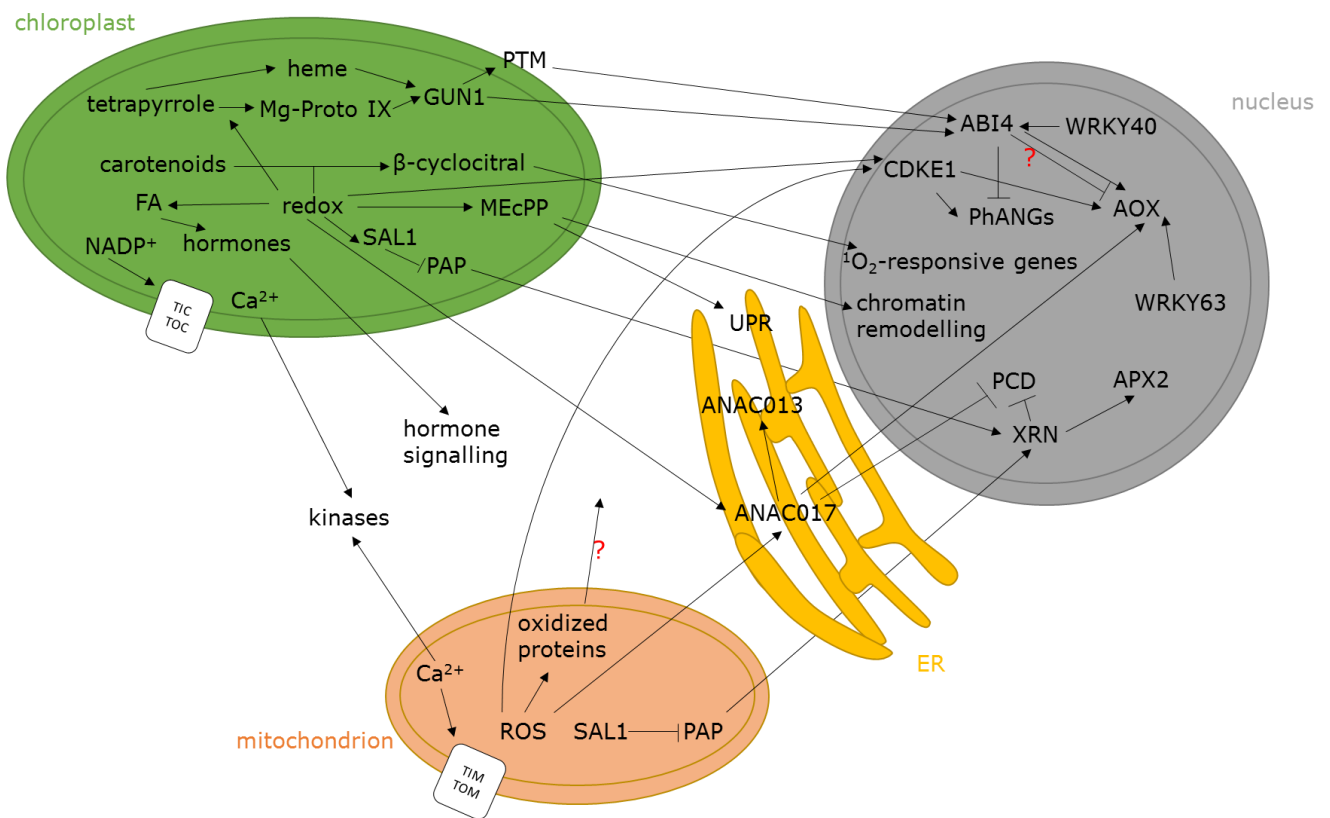 chloroplast
PTM
heme
tetrapyrrole
Mg-Proto IX
GUN1
carotenoids
β-cyclocitral
FA
redox
MEcPP
hormones
SAL1
NADP⁺
PAP
Ca²⁺
TIC
TOC
nucleus
ABI4
WRKY40
?
CDKE1
PhANGs
AOX
¹O₂-responsive genes
chromatin
remodelling
WRKY63
PCD
APX2
XRN
UPR
ANAC013
ANAC017
ER
hormone
signalling
kinases
?
oxidized
proteins
Ca²⁺
ROS
SAL1
PAP
mitochondrion
TIM
TOM